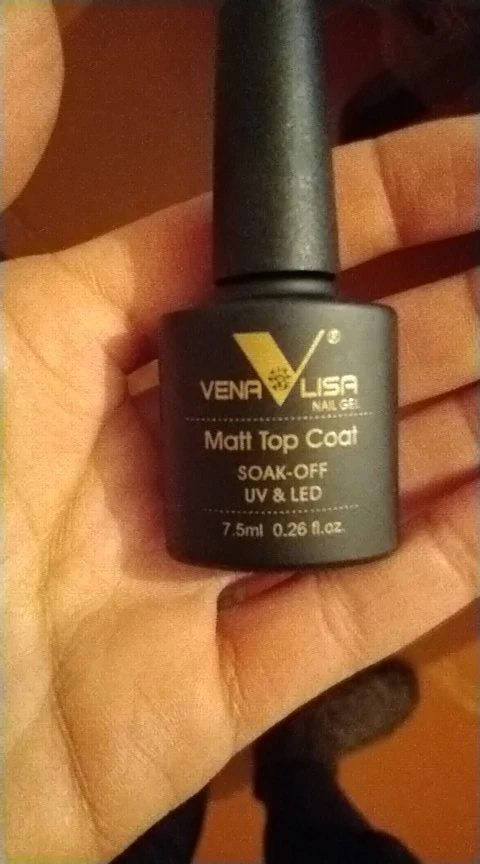 VENA LISA
NAIL GEL
Matt Top Coat
SOAK-OFF
UV & LED
7.5ml 0.26 fl.oz.